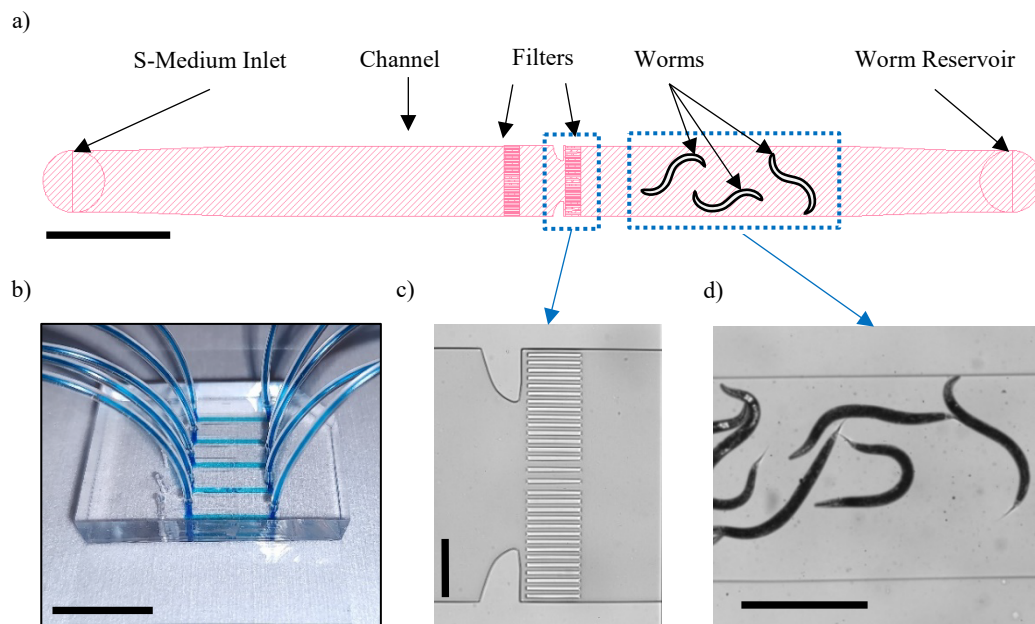 a)
S-Medium Inlet
Channel
Filters
Worms
Worm Reservoir
b)
c)
d)